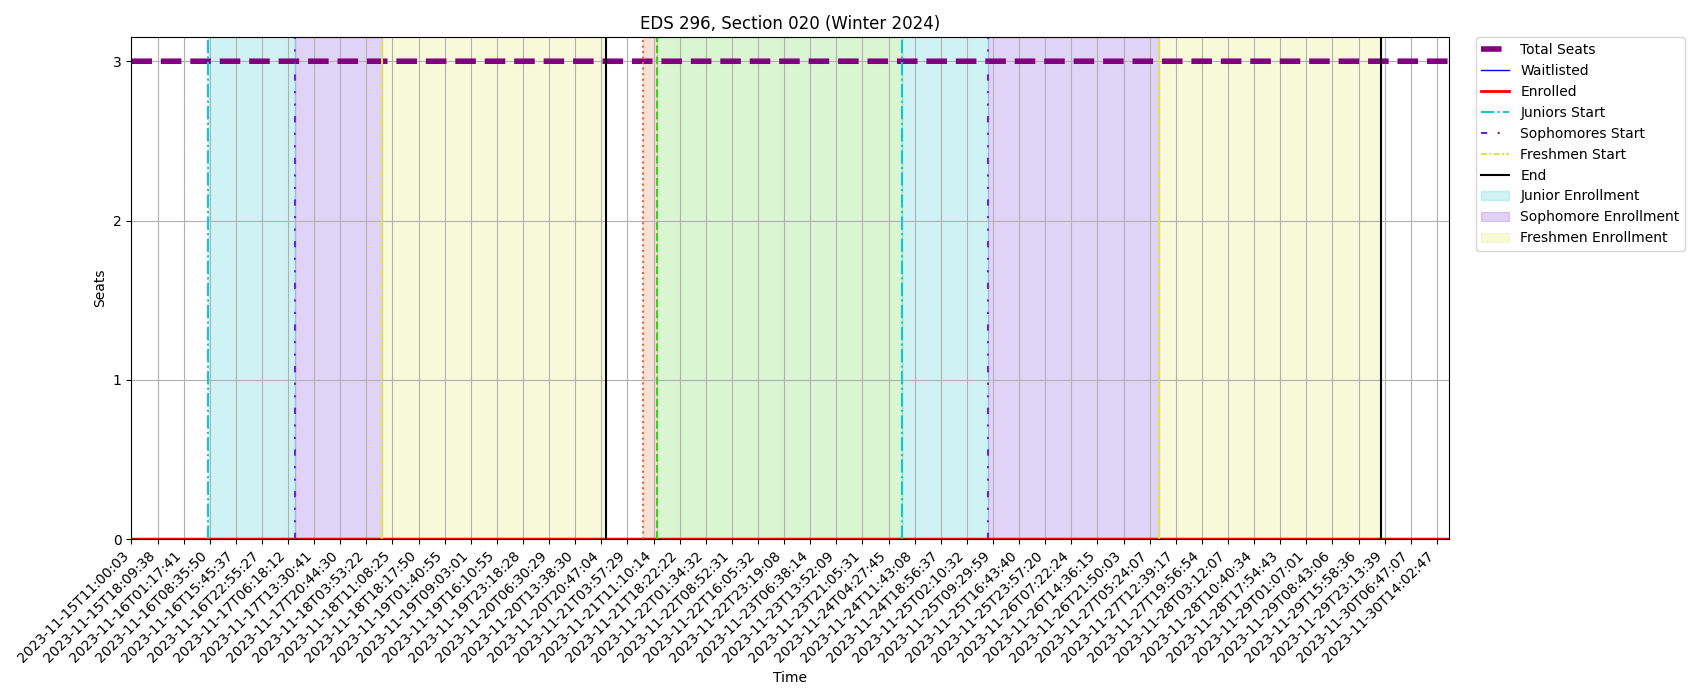 EDS 296, Section 020 (Winter 2024)
Total Seats
Waitlisted
Enrolled
Juniors Start
Sophomores Start
Freshmen Start
End
Junior Enrollment
Sophomore Enrollment
Freshmen Enrollment
Seats
3
2
1
0
2023-11-15T11:00:03
2023-11-15T18:09:38
2023-11-16T01:17:41
2023-11-16T08:35:50
2023-11-16T15:45:37
2023-11-16T22:55:27
2023-11-17T06:18:12
2023-11-17T13:30:41
2023-11-17T20:44:30
2023-11-18T03:53:22
2023-11-18T11:08:25
2023-11-18T18:17:50
2023-11-19T01:40:55
2023-11-19T09:03:01
2023-11-19T16:10:55
2023-11-19T23:18:28
2023-11-20T06:30:29
2023-11-20T13:38:30
2023-11-20T20:47:04
2023-11-21T03:57:29
2023-11-21T11:10:14
2023-11-21T18:22:22
2023-11-22T01:34:32
2023-11-22T08:52:31
2023-11-22T16:05:32
2023-11-22T23:19:08
2023-11-23T06:38:14
2023-11-23T13:52:09
2023-11-23T21:05:31
2023-11-24T04:27:45
2023-11-24T11:43:08
2023-11-24T18:56:37
2023-11-25T02:10:32
2023-11-25T09:29:59
2023-11-25T16:43:40
2023-11-25T23:57:20
2023-11-26T07:22:24
2023-11-26T14:36:15
2023-11-26T21:50:03
2023-11-27T05:24:07
2023-11-27T12:39:17
2023-11-27T19:56:54
2023-11-28T03:12:07
2023-11-28T10:40:34
2023-11-28T17:54:43
2023-11-29T01:07:01
2023-11-29T08:43:06
2023-11-29T15:58:36
2023-11-29T23:13:39
2023-11-30T06:47:07
2023-11-30T14:02:47
Time